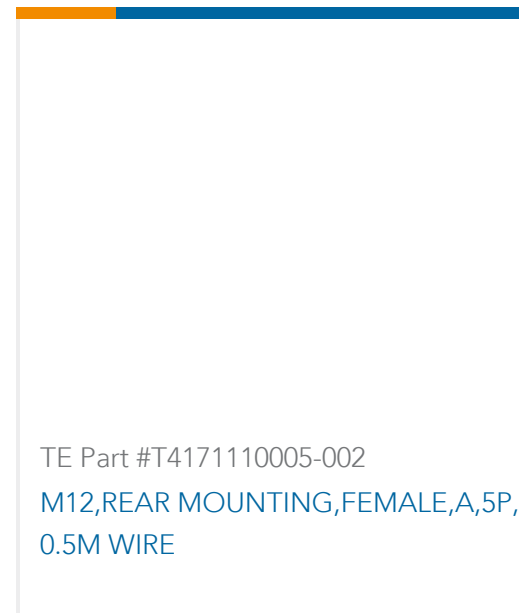 TE Part #T4171110005-002
M12,REAR MOUNTING,FEMALE,A,5P,
0.5M WIRE